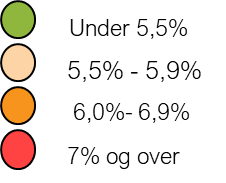 Under 5,5%
5,5% - 5,9%
6,0%- 6,9%
7% og over